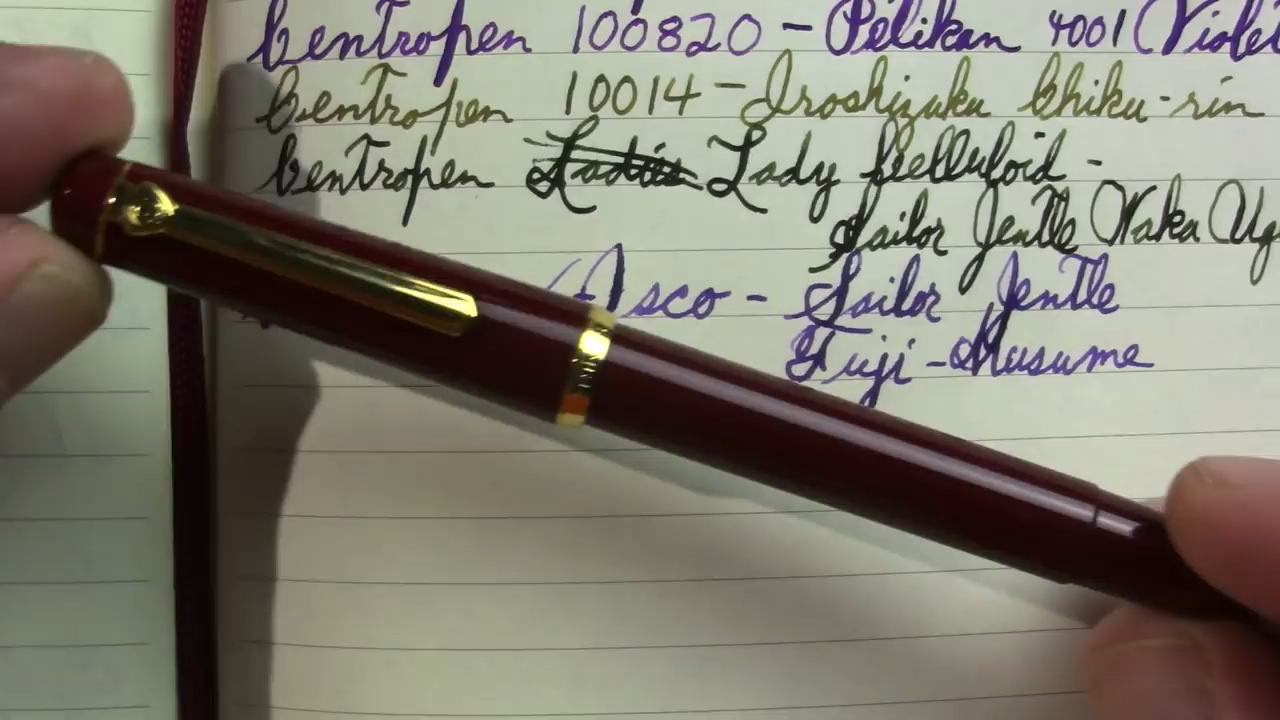 Centropen 100820 - Pelikan 4001 (Violet
Centropen 10014 - Iroshizuku Chiku-rin
Centropen Ladies Lady Celluloid -
Sailor Jentle Waka Ug
Asco - Sailor Jentle
Fuji-Musume